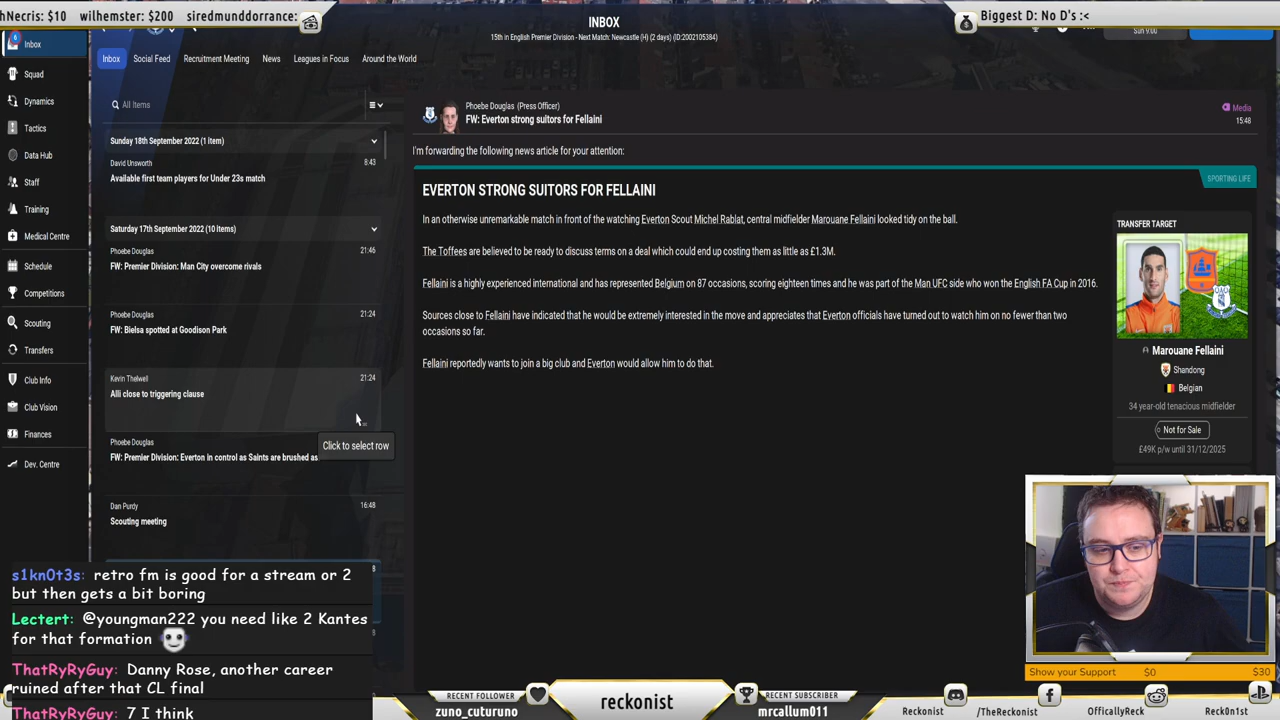 hNecris: $10 wilhemster: $200 siredmunddorrance:
INBOX
Biggest D: No D's :<
15th in English Premier Division - Next Match: Newcastle (H) (2 days) (ID:2002105384)
Sun 9:00
6
Inbox
Squad
Dynamics
Tactics
Data Hub
Staff
Training
Medical Centre
Schedule
Competitions
Scouting
Transfers
Club Info
Club Vision
Finances
Dev. Centre
Inbox Social Feed Recruitment Meeting News Leagues in Focus Around the World
All Items
Sunday 18th September 2022 (1 item)
David Unsworth 8:43
Available first team players for Under 23s match
Saturday 17th September 2022 (10 items)
Phoebe Douglas 21:46
FW: Premier Division: Man City overcome rivals
Phoebe Douglas 21:24
FW: Bielsa spotted at Goodison Park
Kevin Thelwell 21:24
Alli close to triggering clause
Click to select row
Phoebe Douglas
FW: Premier Division: Everton in control as Saints are brushed as
Dan Purdy 16:48
Scouting meeting
Phoebe Douglas (Press Officer)
FW: Everton strong suitors for Fellaini
Media
15:48
I'm forwarding the following news article for your attention:
SPORTING LIFE
EVERTON STRONG SUITORS FOR FELLAINI
In an otherwise unremarkable match in front of the watching Everton Scout Michel Rablat, central midfielder Marouane Fellaini looked tidy on the ball.
The Toffees are believed to be ready to discuss terms on a deal which could end up costing them as little as £1.3M.
Fellaini is a highly experienced international and has represented Belgium on 87 occasions, scoring eighteen times and he was part of the Man UFC side who won the English FA Cup in 2016.
Sources close to Fellaini have indicated that he would be extremely interested in the move and appreciates that Everton officials have turned out to watch him on no fewer than two
occasions so far.
Fellaini reportedly wants to join a big club and Everton would allow him to do that.
TRANSFER TARGET
Marouane Fellaini
Shandong
Belgian
34 year-old tenacious midfielder
Not for Sale
£49K p/w until 31/12/2025
s1kn0t3s: retro fm is good for a stream or 2
but then gets a bit boring
Lectert: @youngman222 you need like 2 Kantes
for that formation
ThatRyRyGuy: Danny Rose, another career
ruined after that CL final
ThatRyRyGuy: 7 I think
RECENT FOLLOWER
zuno_cuturuno
reckonist
RECENT SUBSCRIBER
mrcallum011
Show your Support $0 $30
Reckonist /TheReckonist OfficallyReck Reck0n1st